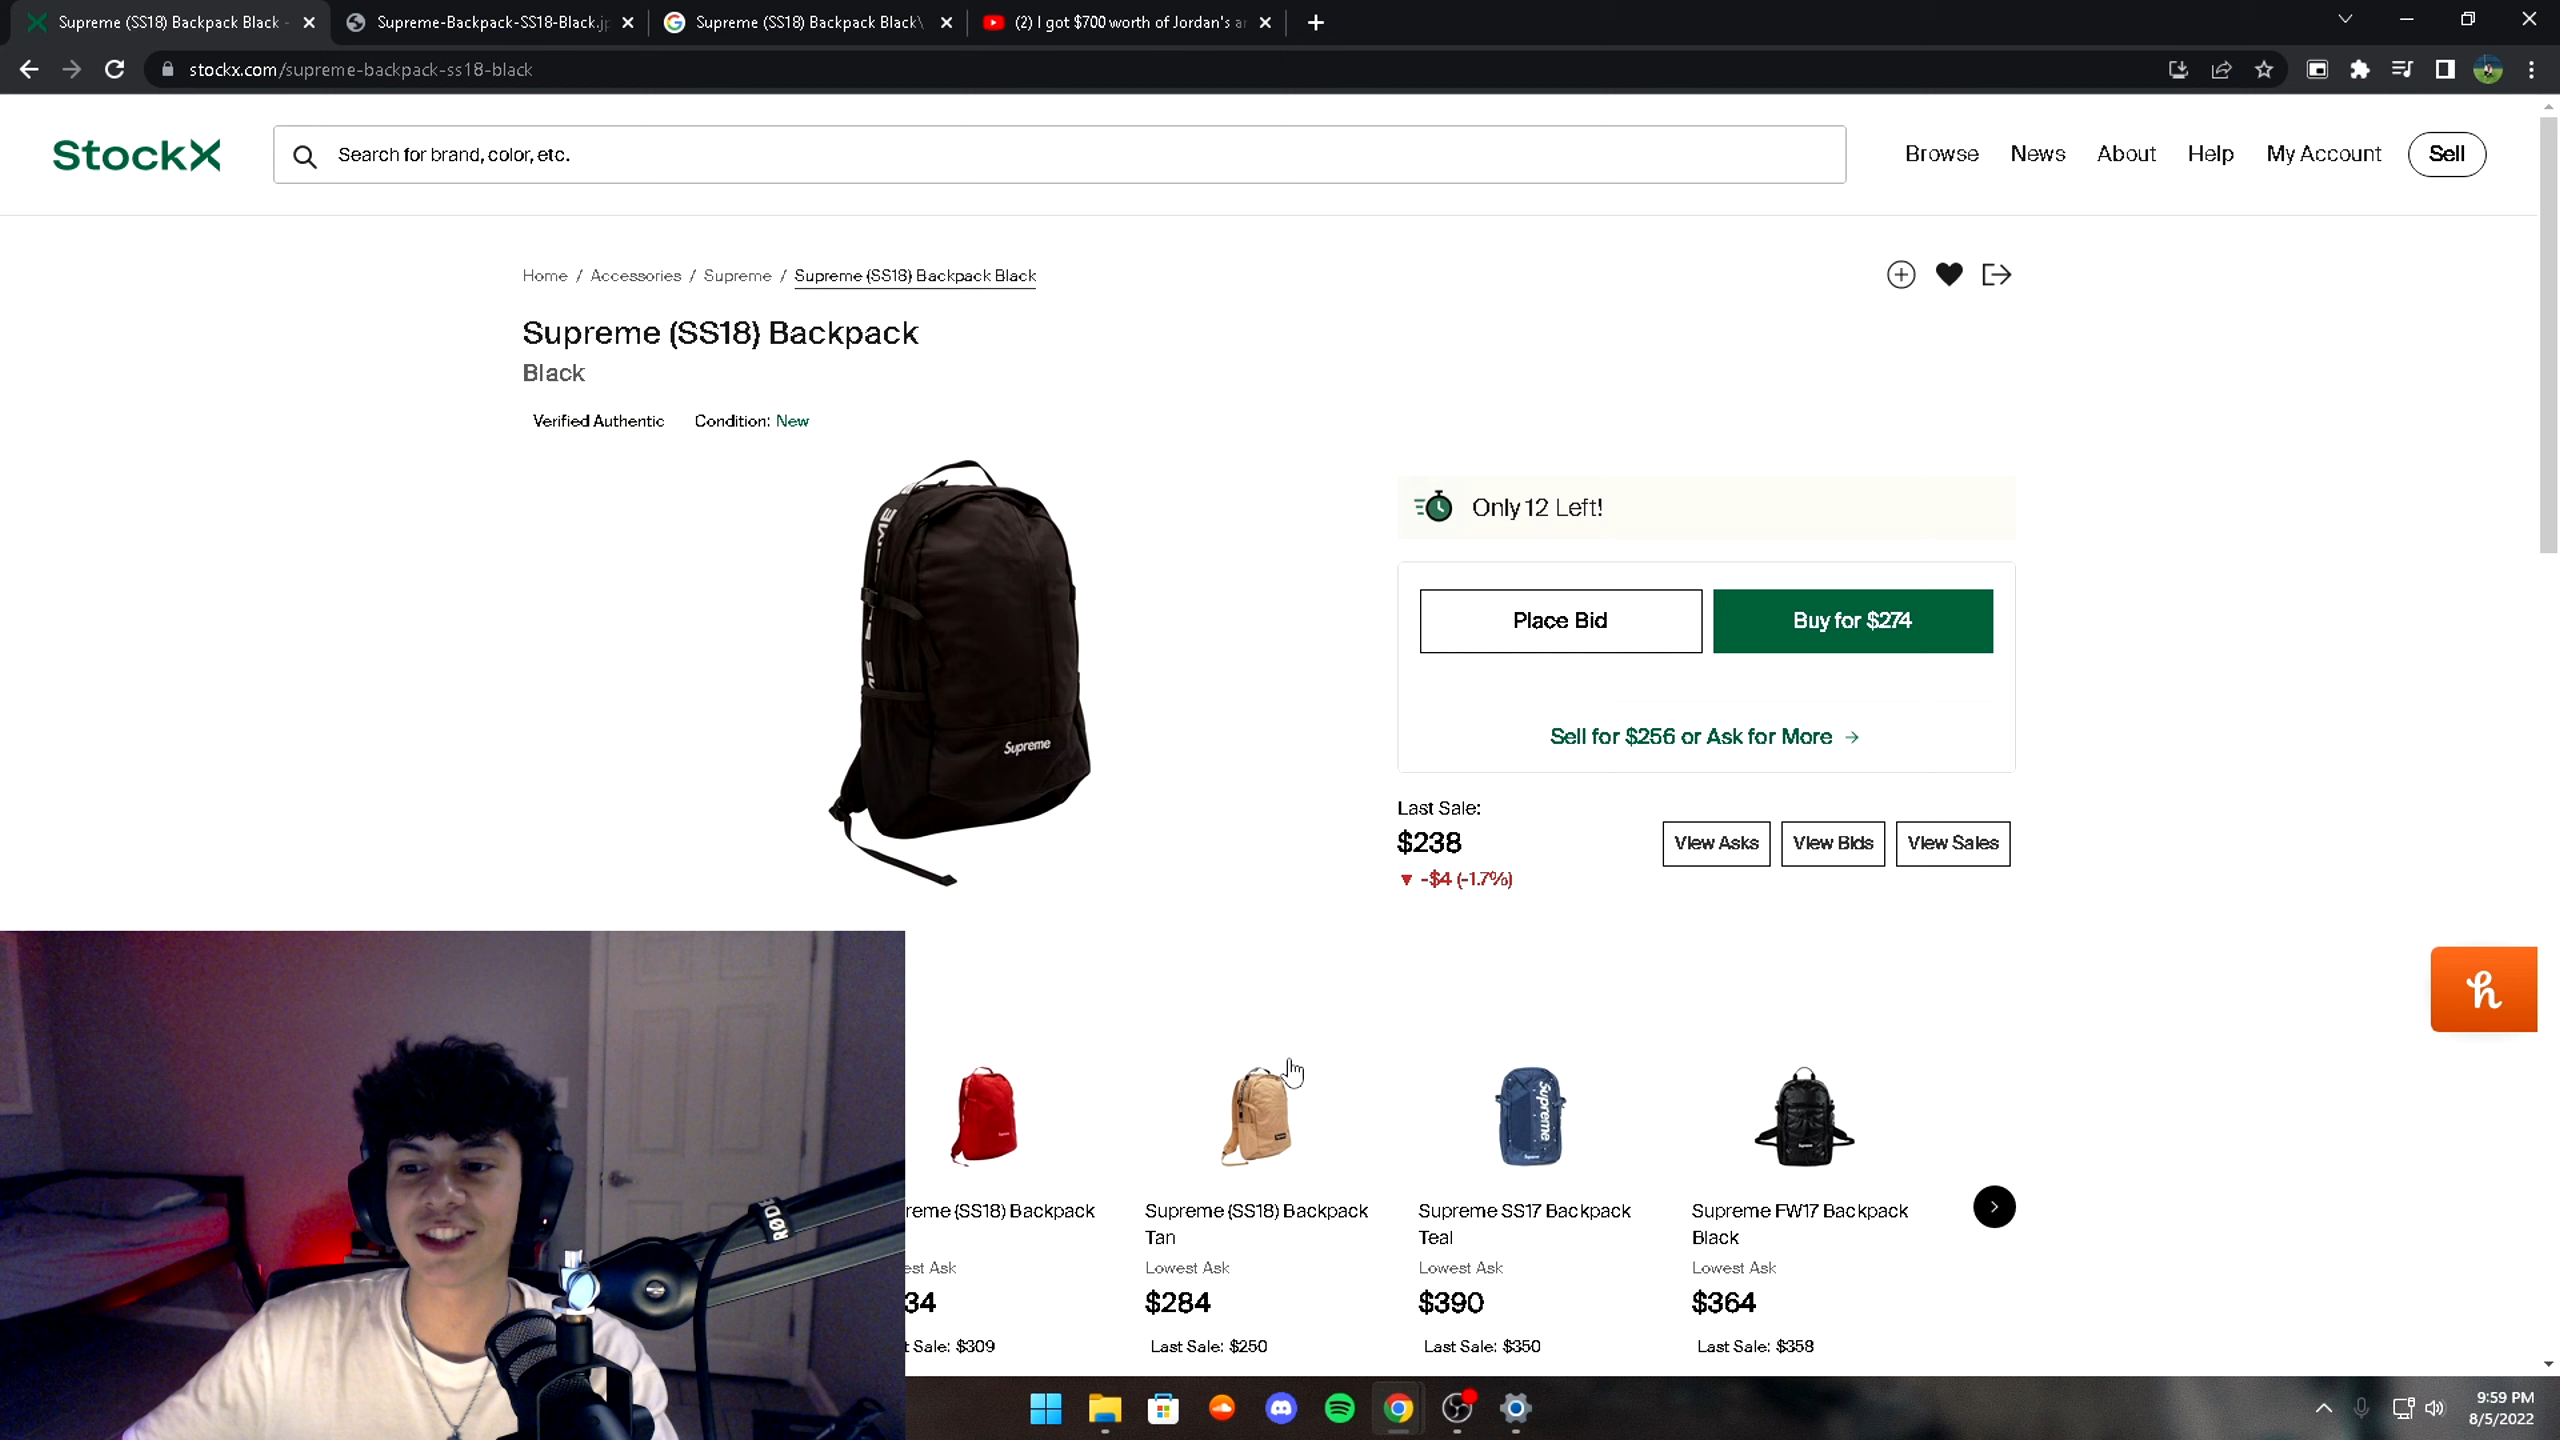 Supreme (SS18) Backpack Black -
Supreme-Backpack-SS18-Black.jp
Supreme (SS18) Backpack Black\
(2) I got $700 worth of Jordan's a
stockx.com/supreme-backpack-ss18-black
StockX
Search for brand, color, etc.
Browse
News
About
Help
My Account
Sell
Home / Accessories / Supreme / Supreme (SS18) Backpack Black
Supreme (SS18) Backpack
Black
Verified Authentic
Condition: New
Supreme
Only 12 Left!
Place Bid
Buy for $274
Sell for $256 or Ask for More →
Last Sale:
$238
▼ -$4 (-1.7%)
View Asks
View Bids
View Sales
Supreme
reme (SS18) Backpack
est Ask
34
t Sale: $309
Supreme (SS18) Backpack
Tan
Lowest Ask
$284
Last Sale: $250
Supreme SS17 Backpack
Teal
Lowest Ask
$390
Last Sale: $350
Supreme FW17 Backpack
Black
Lowest Ask
$364
Last Sale: $358
RØDE
9:59 PM
8/5/2022